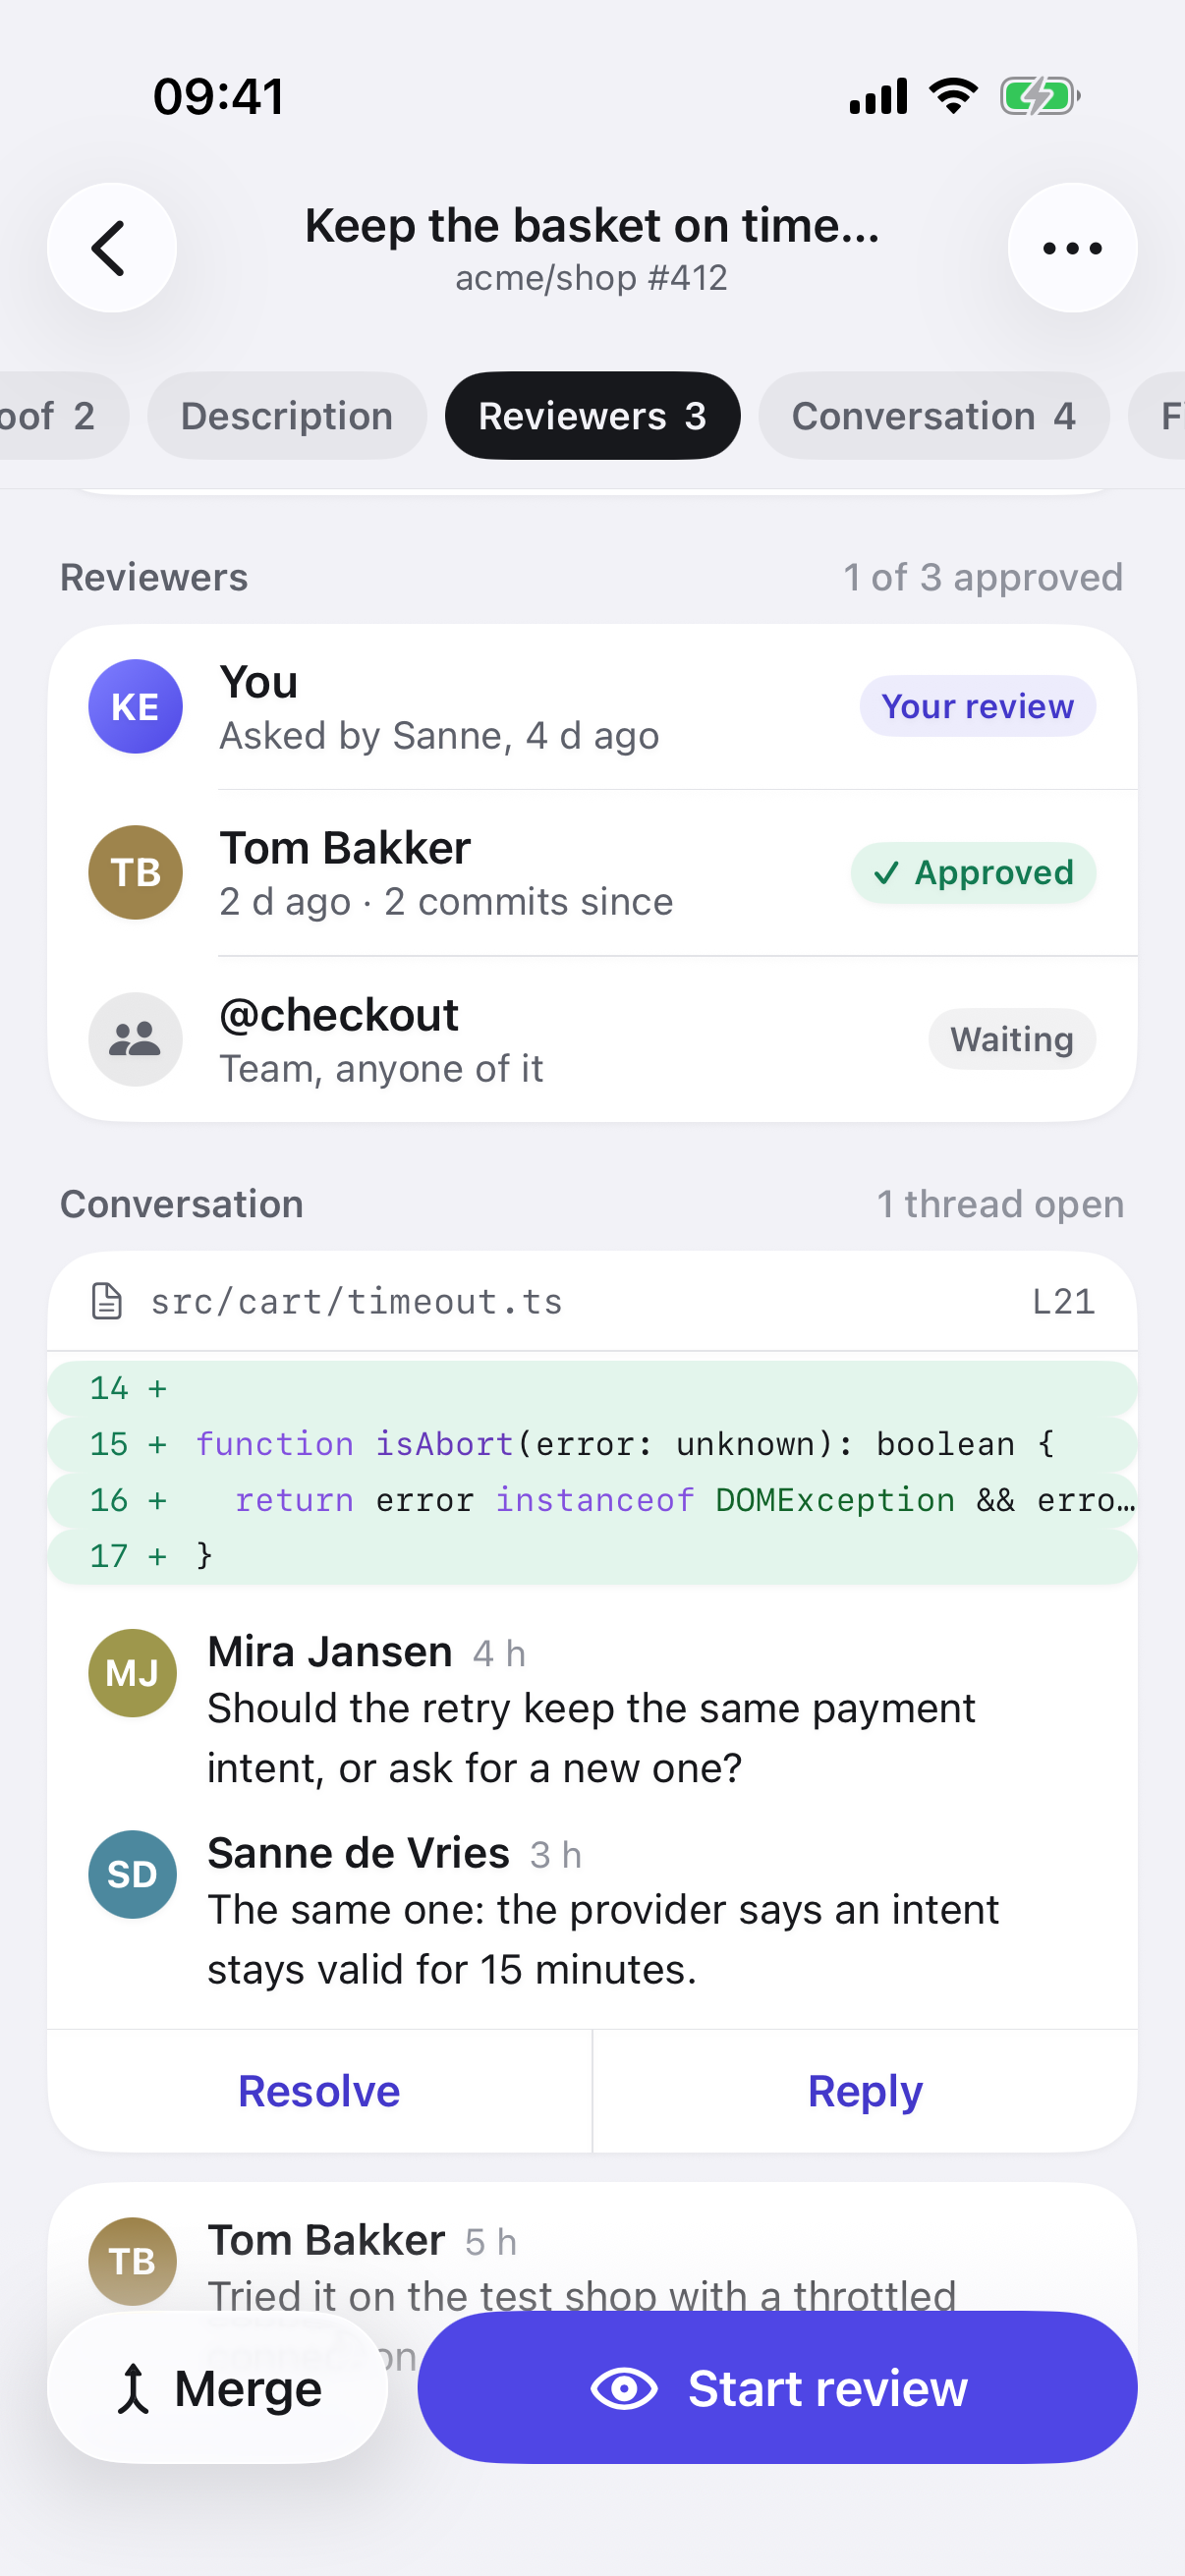 09:41
Keep the basket on time...
acme/shop #412
oof 2 Description Reviewers 3 Conversation 4 F
Reviewers 1 of 3 approved
KE You Your review
Asked by Sanne, 4 d ago
TB Tom Bakker ✓ Approved
2 d ago · 2 commits since
@checkout Waiting
Team, anyone of it
Conversation 1 thread open
src/cart/timeout.ts L21
14 +
15 + function isAbort(error: unknown): boolean {
16 + return error instanceof DOMException && erro…
17 + }
MJ Mira Jansen 4 h
Should the retry keep the same payment
intent, or ask for a new one?
SD Sanne de Vries 3 h
The same one: the provider says an intent
stays valid for 15 minutes.
Resolve Reply
TB Tom Bakker 5 h
Tried it on the test shop with a throttled
Merge Start review